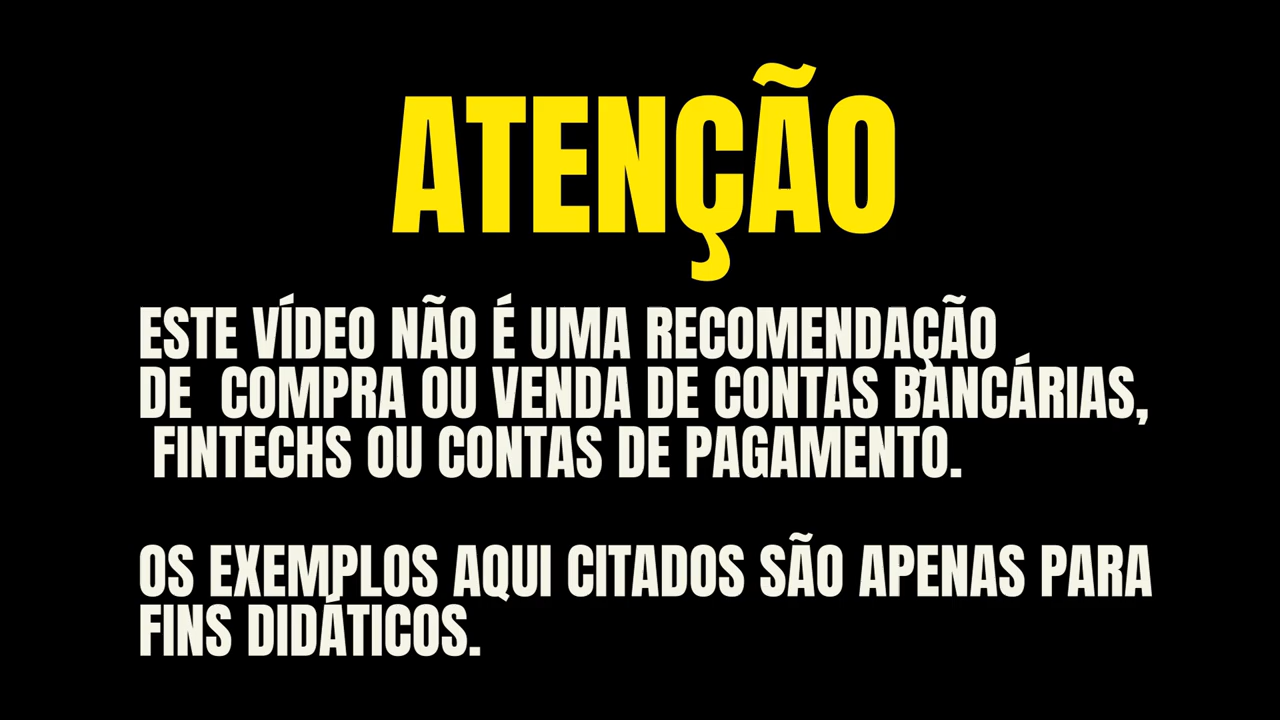 ATENÇÃO
ESTE VÍDEO NÃO É UMA RECOMENDAÇÃO
DE COMPRA OU VENDA DE CONTAS BANCÁRIAS,
FINTECHS OU CONTAS DE PAGAMENTO.
OS EXEMPLOS AQUI CITADOS SÃO APENAS PARA
FINS DIDÁTICOS.